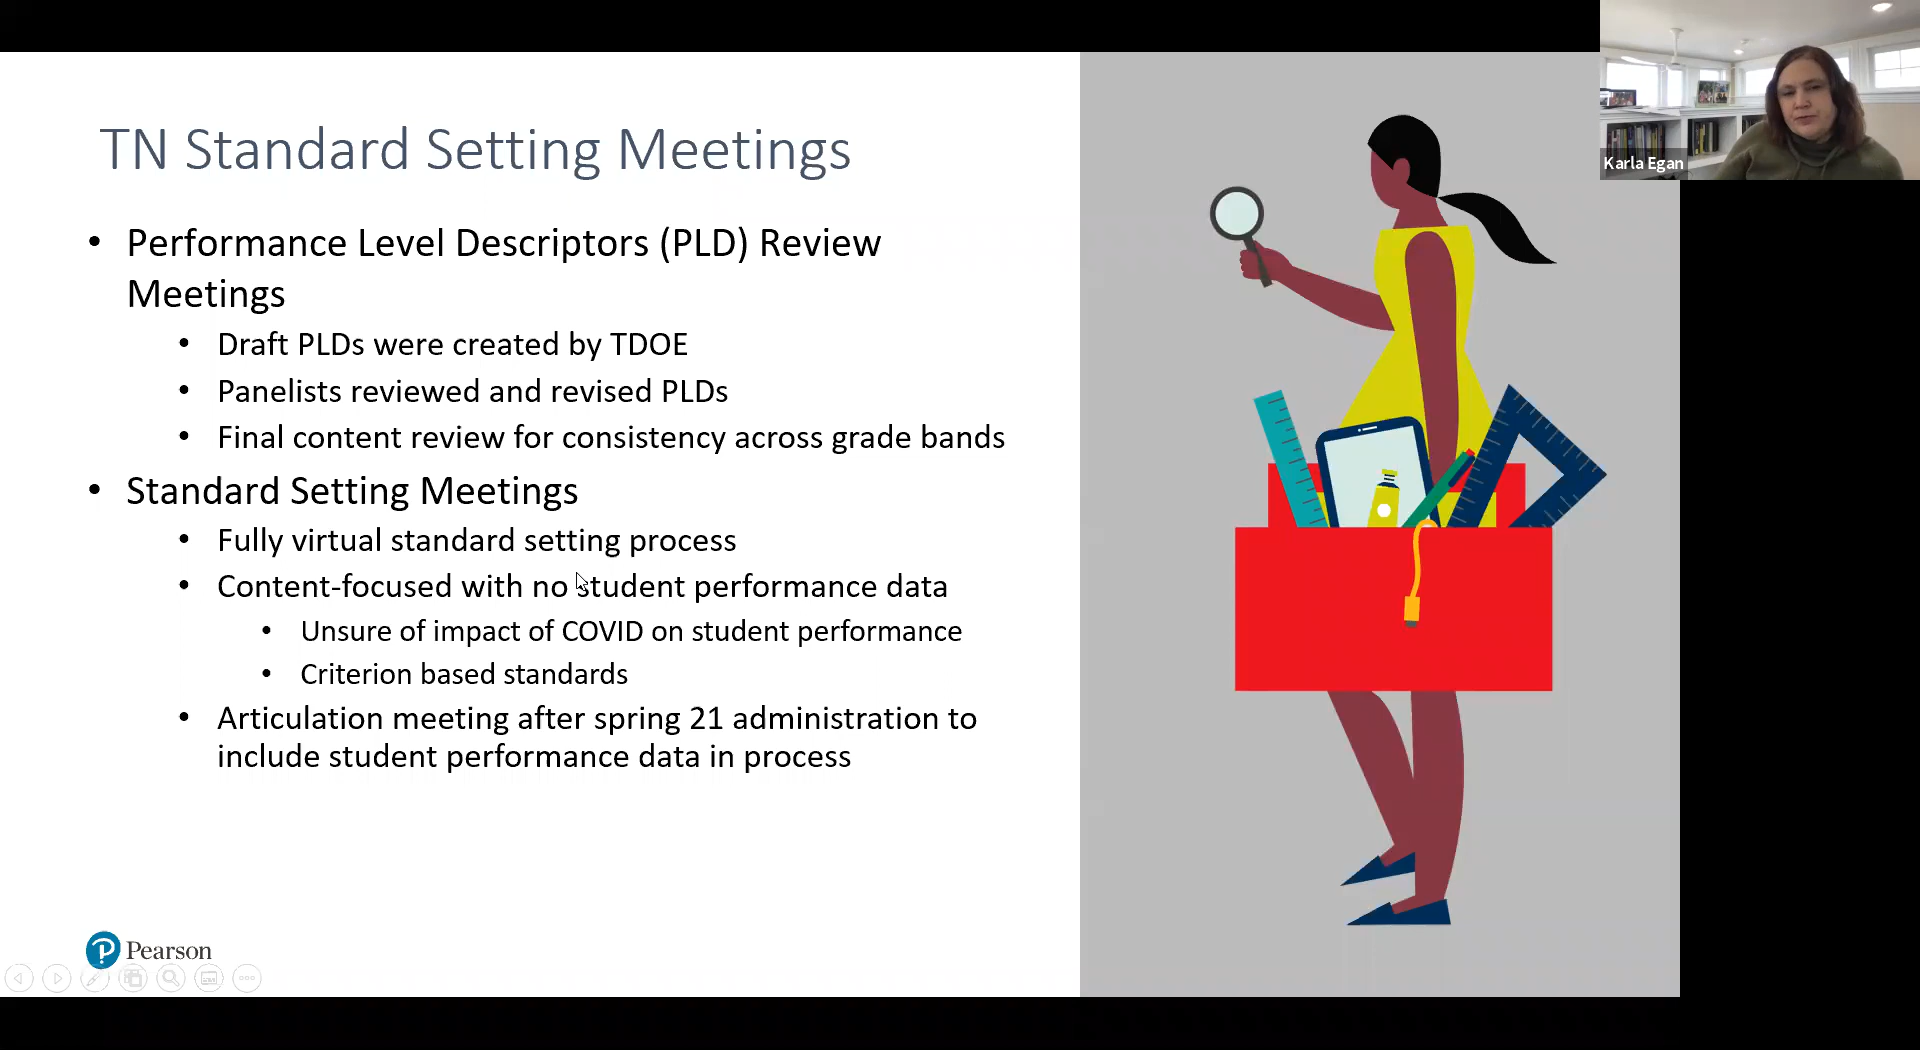 TN Standard Setting Meetings
• Performance Level Descriptors (PLD) Review
Meetings
• Draft PLDs were created by TDOE
• Panelists reviewed and revised PLDs
• Final content review for consistency across grade bands
• Standard Setting Meetings
• Fully virtual standard setting process
• Content-focused with no student performance data
• Unsure of impact of COVID on student performance
• Criterion based standards
• Articulation meeting after spring 21 administration to
include student performance data in process
Pearson
Karla Egan